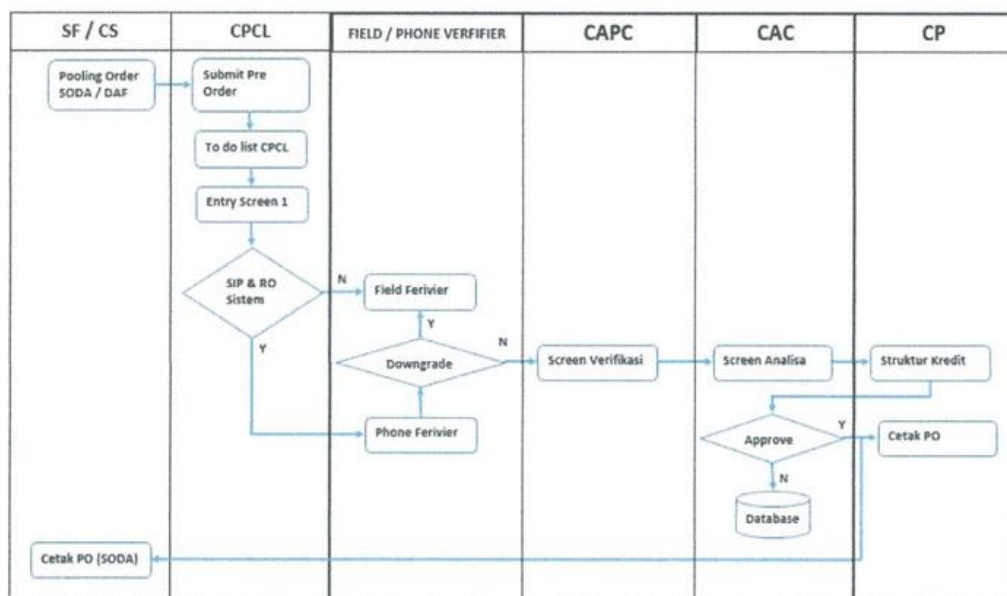 SF / CS
CPCL
FIELD / PHONE VERFIFIER
CAPC
CAC
CP
Pooling Order
SODA / DAF
Submit Pre
Order
To do list CPCL
Entry Screen 1
SIP & RO
Sistem
N
Y
Field Ferivier
Y
Downgrade
N
Phone Ferivier
Screen Verifikasi
Screen Analisa
Struktur Kredit
Approve
Y
N
Cetak PO
Database
Cetak PO (SODA)